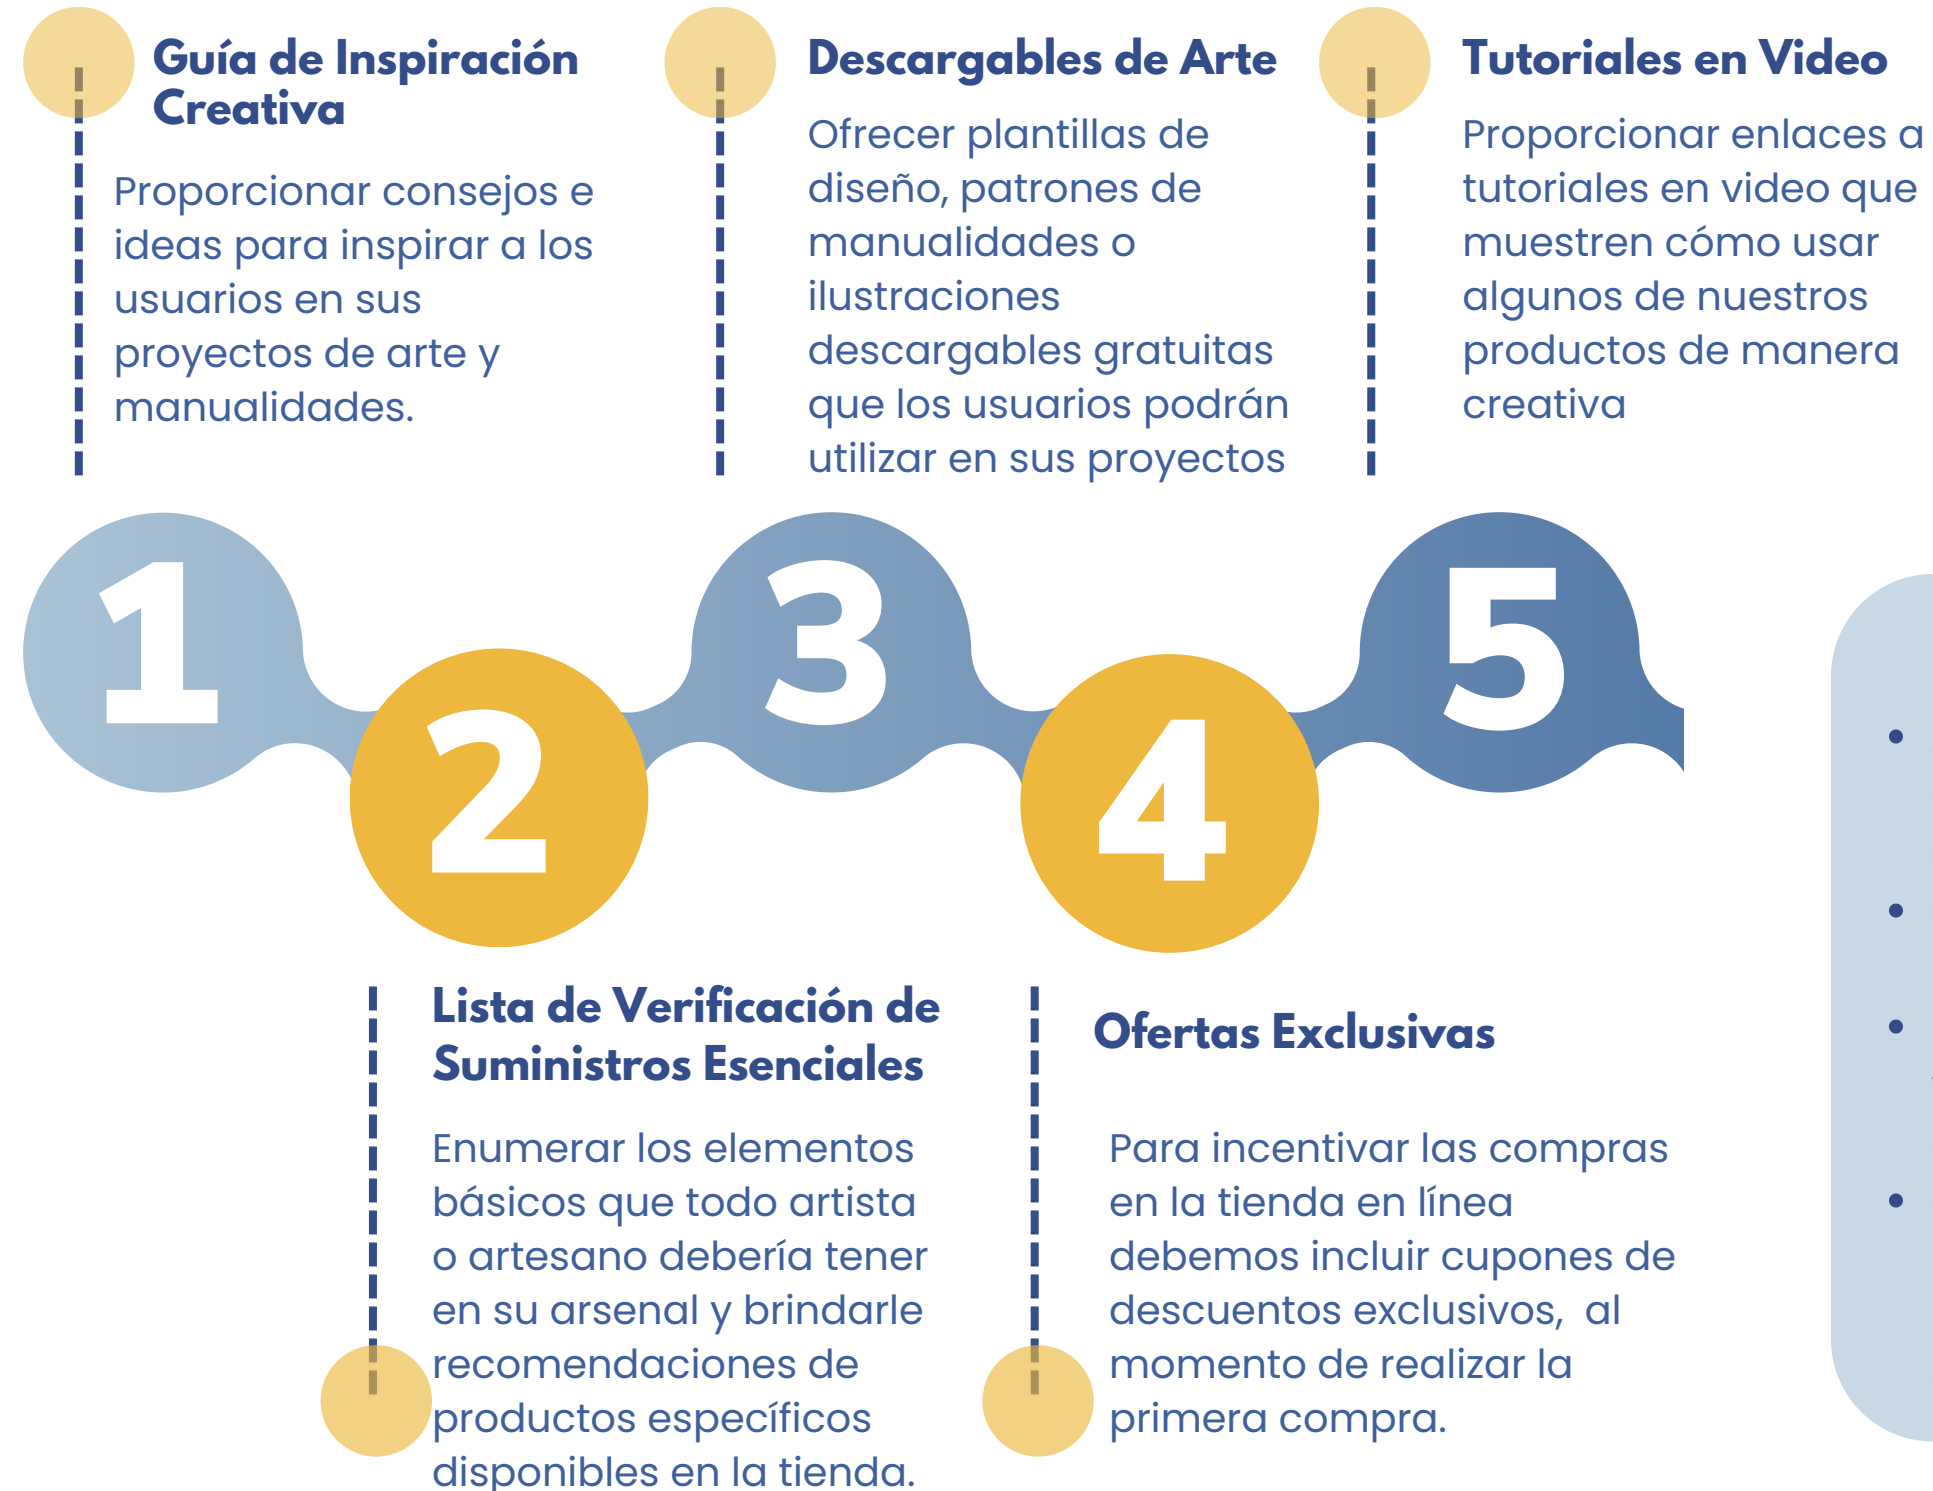 Guía de Inspiración
Creativa
Proporcionar consejos e
ideas para inspirar a los
usuarios en sus
proyectos de arte y
manualidades.
Descargables de Arte
Ofrecer plantillas de
diseño, patrones de
manualidades o
ilustraciones
descargables gratuitas
que los usuarios podrán
utilizar en sus proyectos
Tutoriales en Video
Proporcionar enlaces a
tutoriales en video que
muestren cómo usar
algunos de nuestros
productos de manera
creativa
1
2
3
4
5
Lista de Verificación de
Suministros Esenciales
Enumerar los elementos
básicos que todo artista
o artesano debería tener
en su arsenal y brindarle
recomendaciones de
productos específicos
disponibles en la tienda.
Ofertas Exclusivas
Para incentivar las compras
en la tienda en línea
debemos incluir cupones de
descuentos exclusivos,  al
momento de realizar la
primera compra.